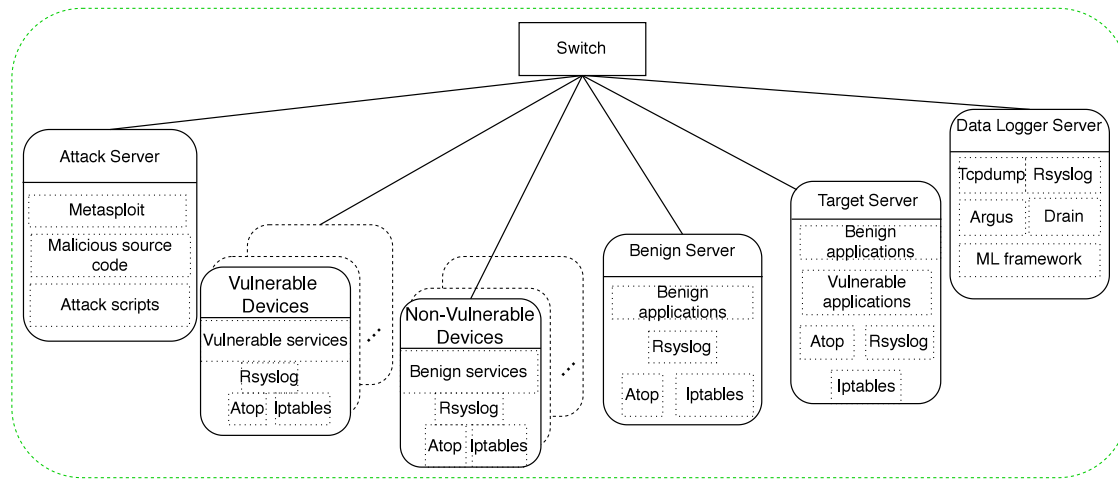 Switch
Attack Server
Metasploit
Malicious source
code
Attack scripts
Vulnerable
Devices
Vulnerable services
Rsyslog
Atop
Iptables
...
Non-Vulnerable
Devices
Benign services
Rsyslog
Atop
Iptables
...
Benign Server
Benign
applications
Rsyslog
Atop
Iptables
Target Server
Benign
applications
Vulnerable
applications
Atop
Rsyslog
Iptables
Data Logger Server
Tcpdump
Rsyslog
Argus
Drain
ML framework